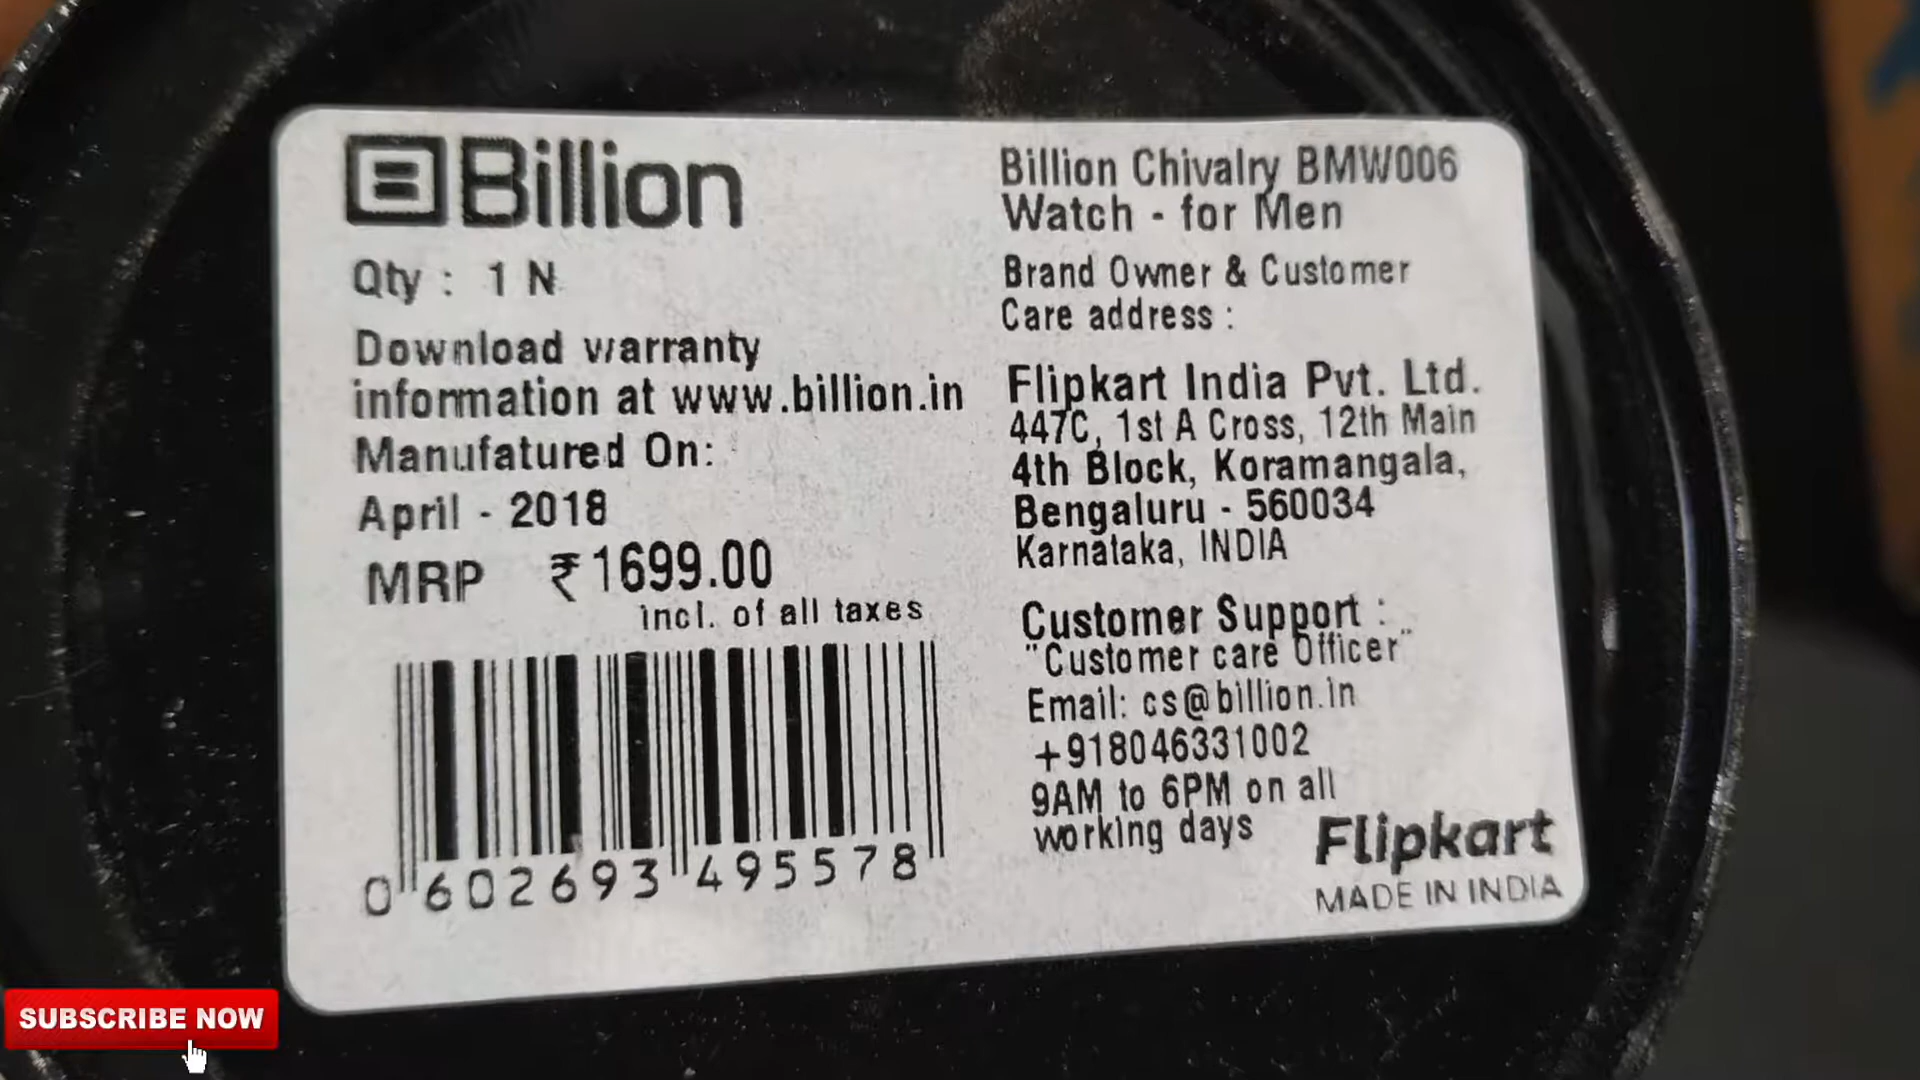 Billion
Qty : 1 N
Download warranty
information at www.billion.in
Manufatured On:
April - 2018
MRP ₹1699.00
incl. of all taxes
0 602693 495578
Billion Chivalry BMW006
Watch - for Men
Brand Owner & Customer
Care address :
Flipkart India Pvt. Ltd.
447C, 1st A Cross, 12th Main
4th Block, Koramangala,
Bengaluru - 560034
Karnataka, INDIA
Customer Support :
"Customer care Officer"
Email: cs@billion.in
+918046331002
9AM to 6PM on all
working days
Flipkart
MADE IN INDIA
SUBSCRIBE NOW